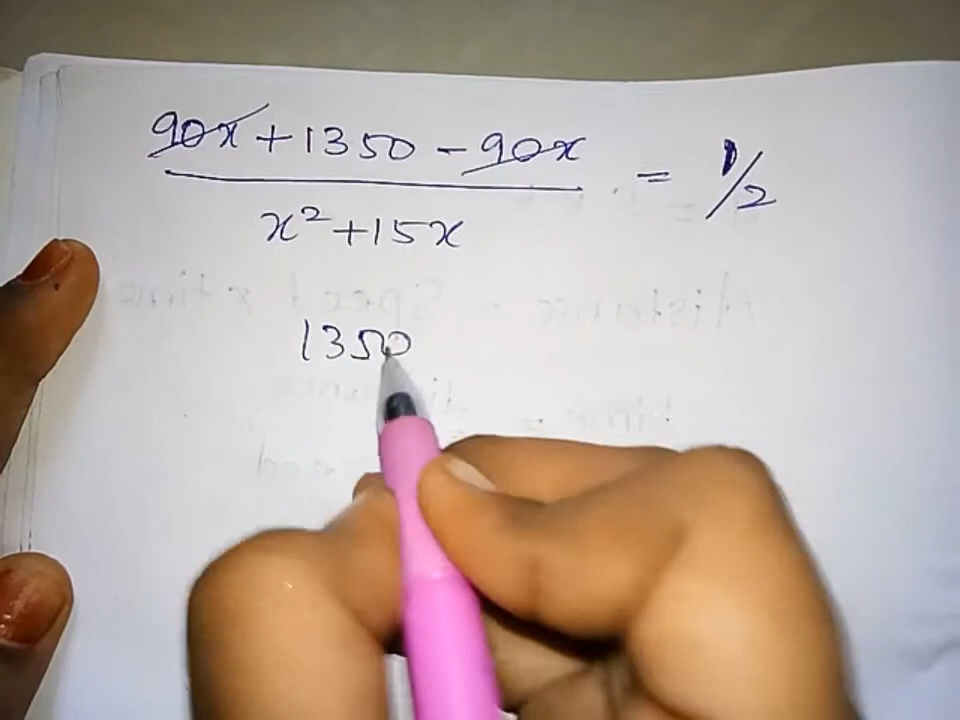 90x + 1350 - 90x
x² + 15x = 1/2
1350